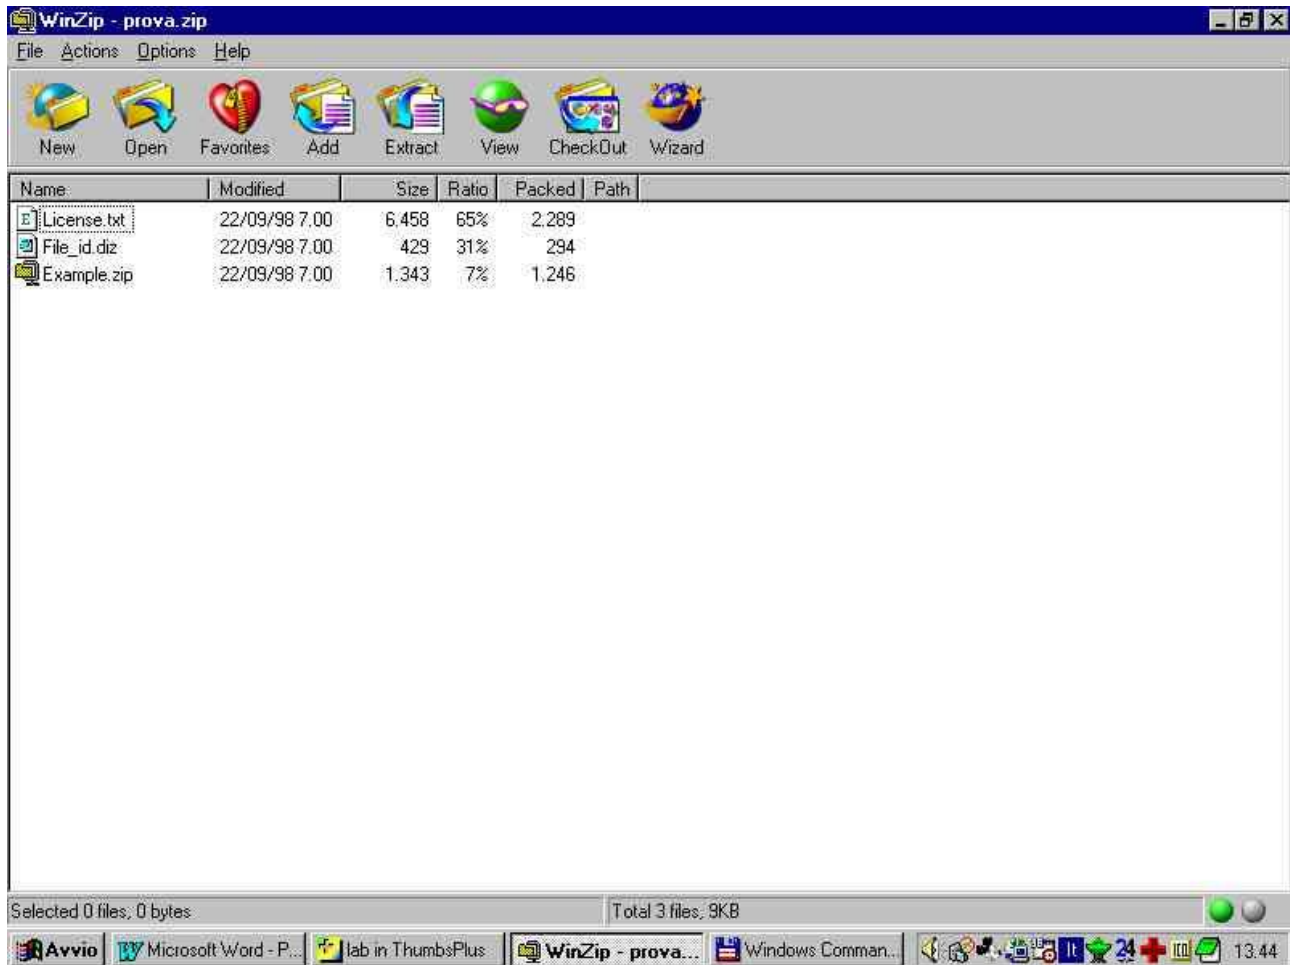 WinZip - prova.zip
File Actions Options Help
New Open Favorites Add Extract View CheckOut Wizard
Name Modified Size Ratio Packed Path
License.txt 22/09/98 7.00 6.458 65% 2.289
File_id.diz 22/09/98 7.00 429 31% 294
Example.zip 22/09/98 7.00 1.343 7% 1.246
Selected 0 files, 0 bytes Total 3 files, 9KB
Avvio Microsoft Word - P... lab in ThumbsPlus WinZip - prova... Windows Comman... It 24 13.44